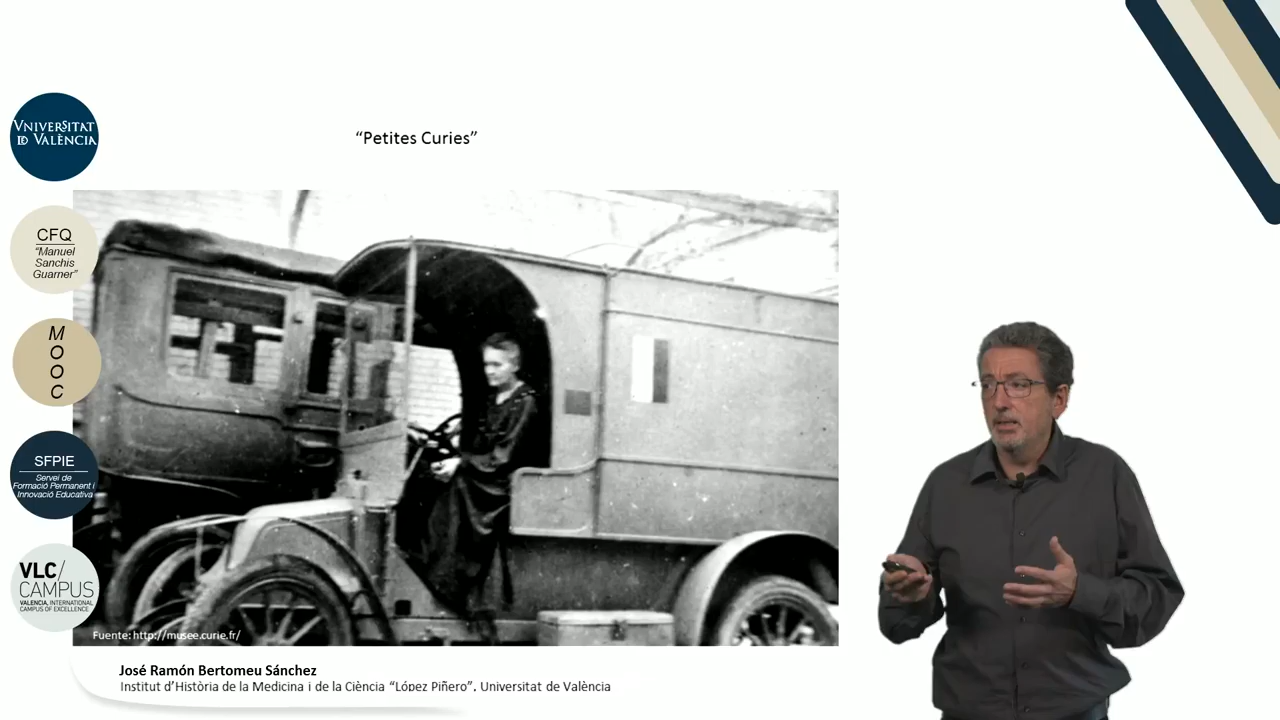 “Petites Curies”
VNIVERSITAT
ID VALÈNCIA
CFQ
“Manuel
Sanchis
Guarner”
M
O
O
C
SFPIE
Servei de
Formació Permanent i
Innovació Educativa
VLC/
CAMPUS
VALENCIA, INTERNATIONAL
CAMPUS OF EXCELLENCE
Fuente: http://musee.curie.fr/
José Ramón Bertomeu Sánchez
Institut d’Història de la Medicina i de la Ciència “López Piñero”. Universitat de València